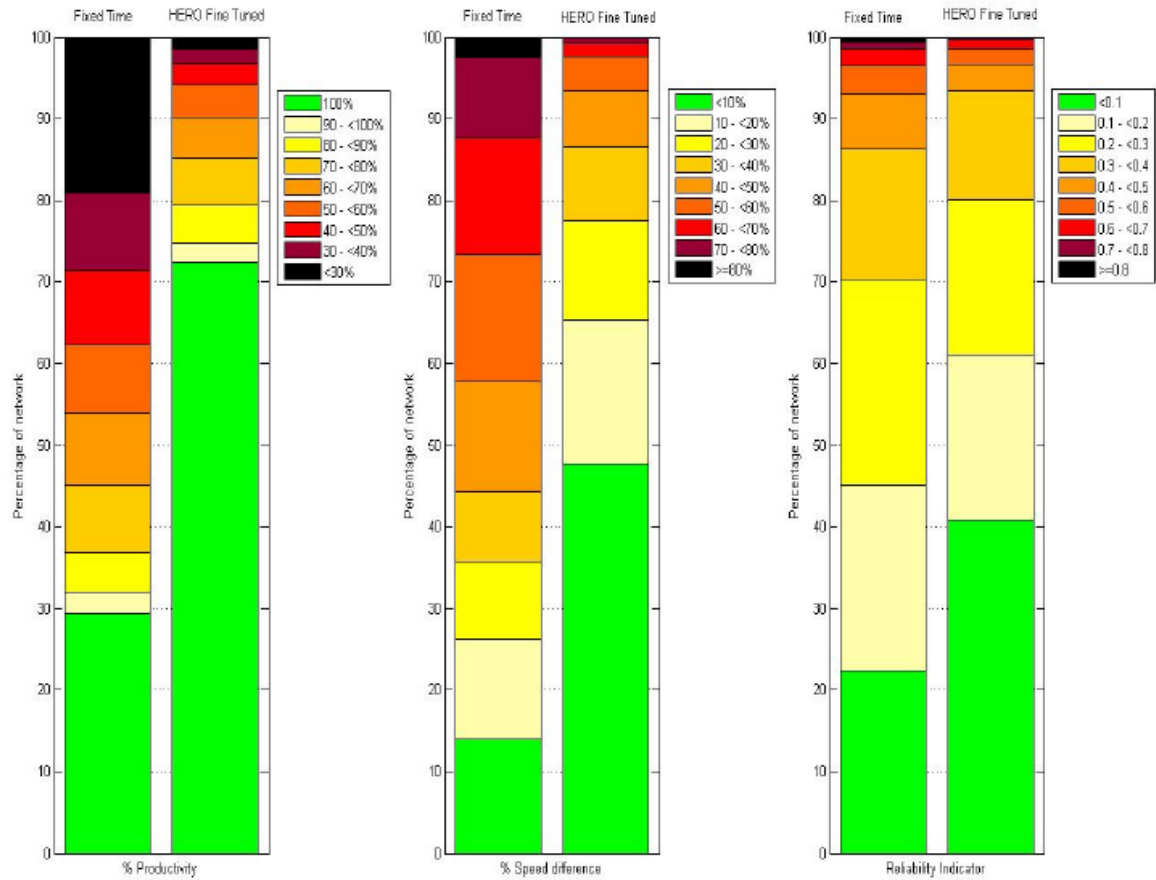 Fixed Time
HERO Fine Tuned
100
90
80
70
60
50
40
30
20
10
0
Percentage of network
% Productivity
100%
90 - <100%
80 - <90%
70 - <80%
60 - <70%
50 - <60%
40 - <50%
30 - <40%
<30%
Fixed Time
HERO Fine Tuned
100
90
80
70
60
50
40
30
20
10
0
Percentage of network
% Speed difference
<10%
10 - <20%
20 - <30%
30 - <40%
40 - <50%
50 - <60%
60 - <70%
70 - <80%
>=80%
Fixed Time
HERO Fine Tuned
100
90
80
70
60
50
40
30
20
10
0
Percentage of network
Reliability Indicator
<0.1
0.1 - <0.2
0.2 - <0.3
0.3 - <0.4
0.4 - <0.5
0.5 - <0.6
0.6 - <0.7
0.7 - <0.8
>=0.8